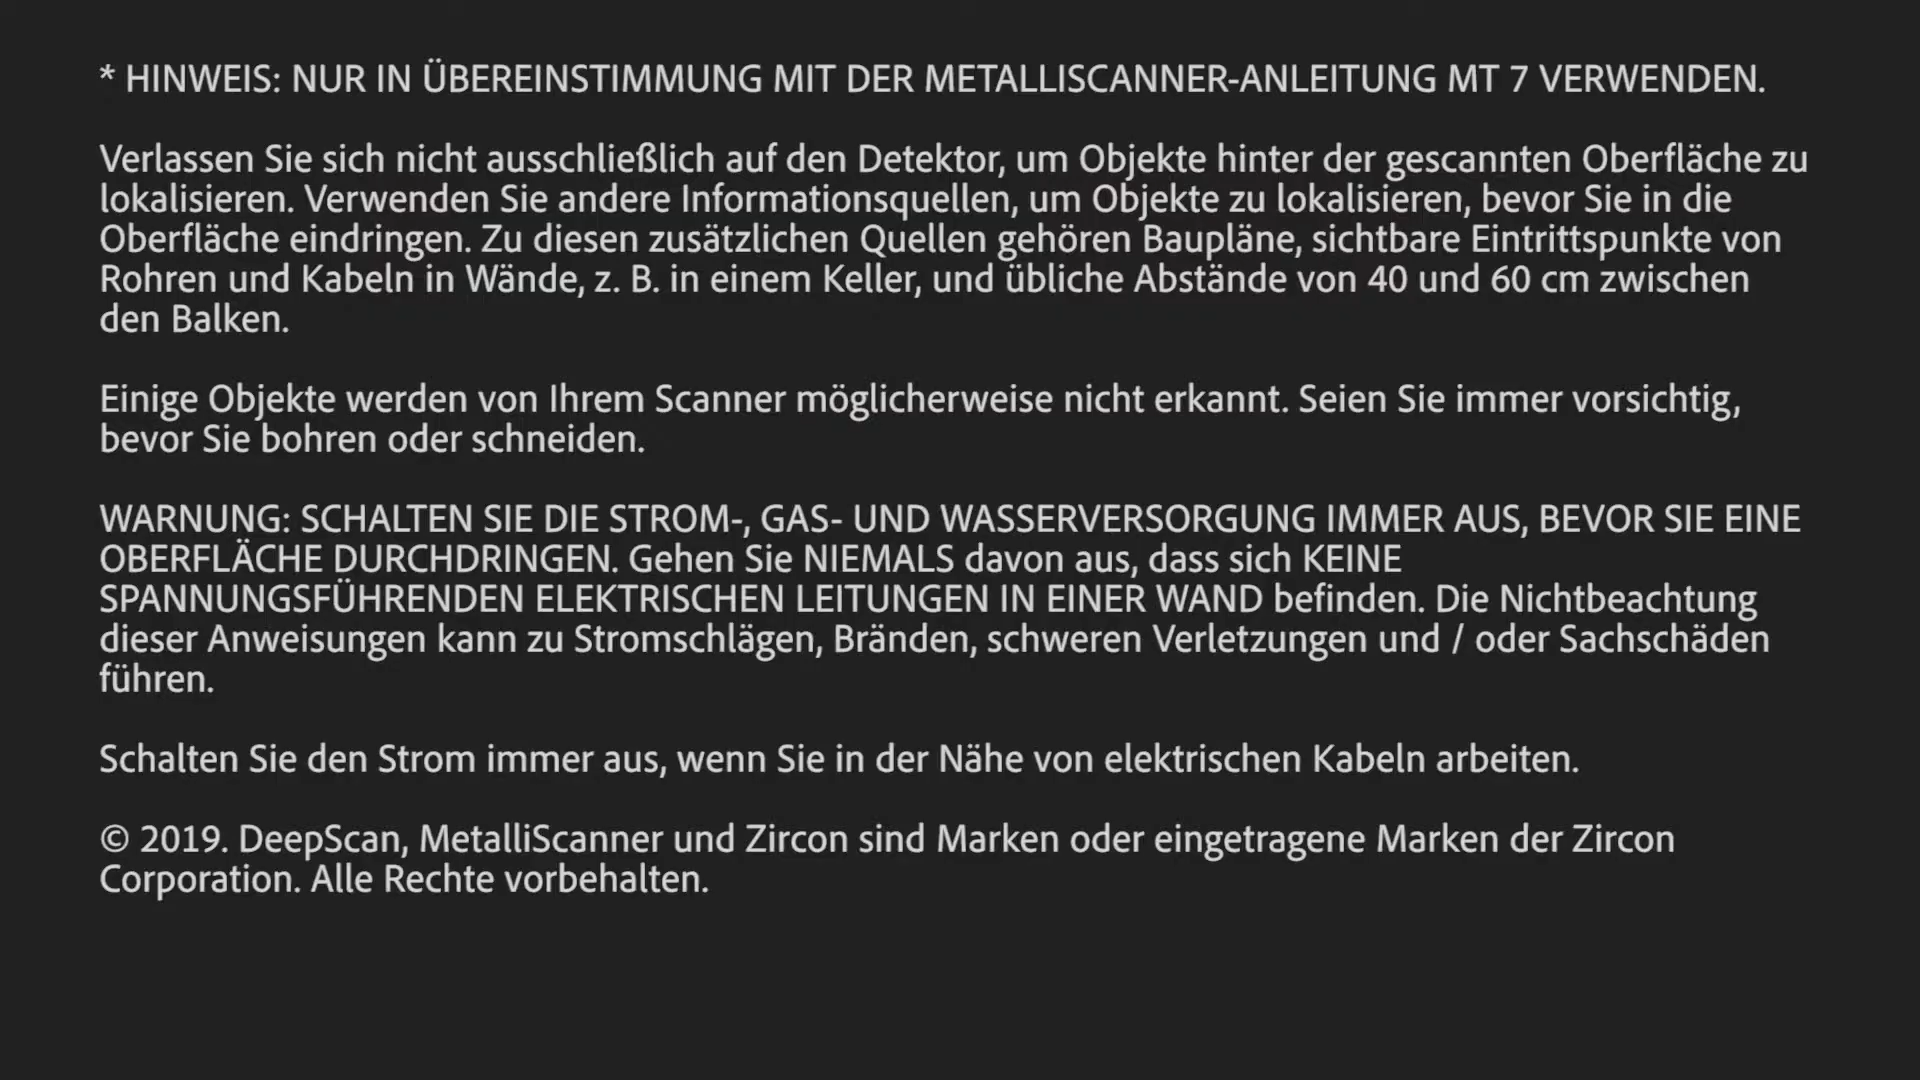 * HINWEIS: NUR IN ÜBEREINSTIMMUNG MIT DER METALLISCANNER-ANLEITUNG MT 7 VERWENDEN.
Verlassen Sie sich nicht ausschließlich auf den Detektor, um Objekte hinter der gescannten Oberfläche zu
lokalisieren. Verwenden Sie andere Informationsquellen, um Objekte zu lokalisieren, bevor Sie in die
Oberfläche eindringen. Zu diesen zusätzlichen Quellen gehören Baupläne, sichtbare Eintrittspunkte von
Rohren und Kabeln in Wände, z. B. in einem Keller, und übliche Abstände von 40 und 60 cm zwischen
den Balken.
Einige Objekte werden von Ihrem Scanner möglicherweise nicht erkannt. Seien Sie immer vorsichtig,
bevor Sie bohren oder schneiden.
WARNUNG: SCHALTEN SIE DIE STROM-, GAS- UND WASSERVERSORGUNG IMMER AUS, BEVOR SIE EINE
OBERFLÄCHE DURCHDRINGEN. Gehen Sie NIEMALS davon aus, dass sich KEINE
SPANNUNGSFÜHRENDEN ELEKTRISCHEN LEITUNGEN IN EINER WAND befinden. Die Nichtbeachtung
dieser Anweisungen kann zu Stromschlägen, Bränden, schweren Verletzungen und / oder Sachschäden
führen.
Schalten Sie den Strom immer aus, wenn Sie in der Nähe von elektrischen Kabeln arbeiten.
© 2019. DeepScan, MetalliScanner und Zircon sind Marken oder eingetragene Marken der Zircon
Corporation. Alle Rechte vorbehalten.